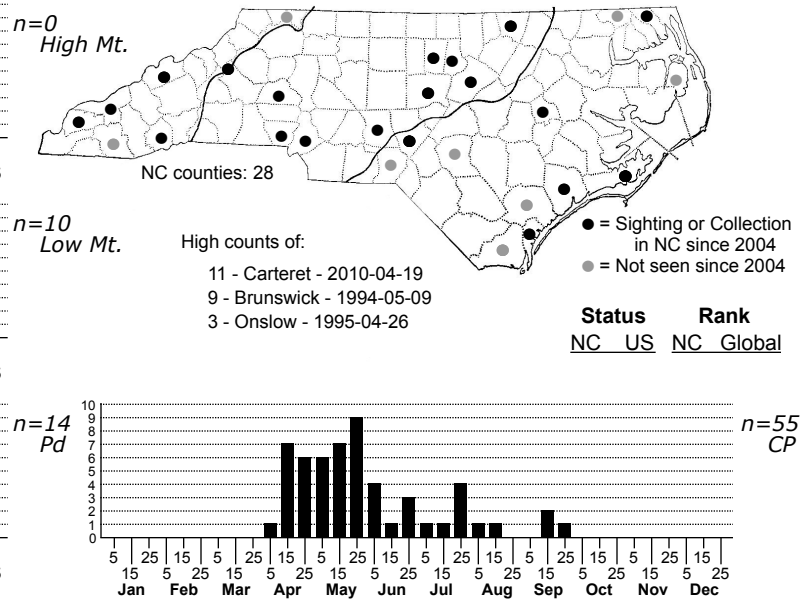 n=0
High Mt.
NC counties: 28
n=10
Low Mt.
High counts of:
11 - Carteret - 2010-04-19
9 - Brunswick - 1994-05-09
3 - Onslow - 1995-04-26
= Sighting or Collection
in NC since 2004
= Not seen since 2004
Status Rank
NC US NC Global
n=14
Pd
n=55
CP
10
9
8
7
6
5
4
3
2
1
0
5 25 15 5 25 15 5 25 15 5 25 15 5 25 15 5 25 15
15 5 25 15 5 25 15 5 25 15 5 25 15 5 25 15 5 25
Jan Feb Mar Apr May Jun Jul Aug Sep Oct Nov Dec